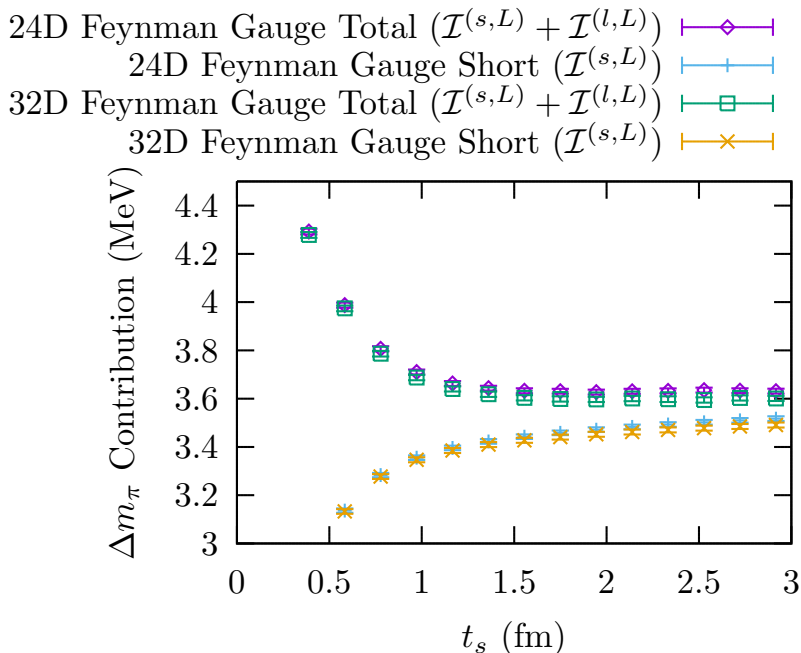 24D Feynman Gauge Total (𝓘^(s,L) + 𝓘^(l,L))
24D Feynman Gauge Short (𝓘^(s,L))
32D Feynman Gauge Total (𝓘^(s,L) + 𝓘^(l,L))
32D Feynman Gauge Short (𝓘^(s,L))
Δm_π Contribution (MeV)
4.4
4.2
4
3.8
3.6
3.4
3.2
3
0 0.5 1 1.5 2 2.5 3
t_s (fm)